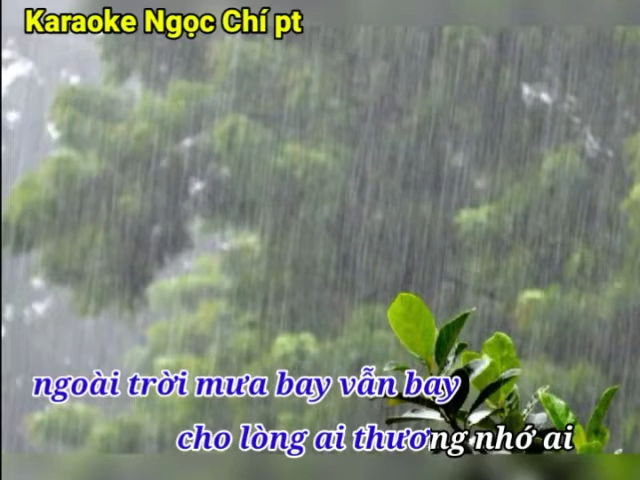 Karaoke Ngọc Chí pt
ngoài trời mưa bay vẫn bay
cho lòng ai thương nhớ ai